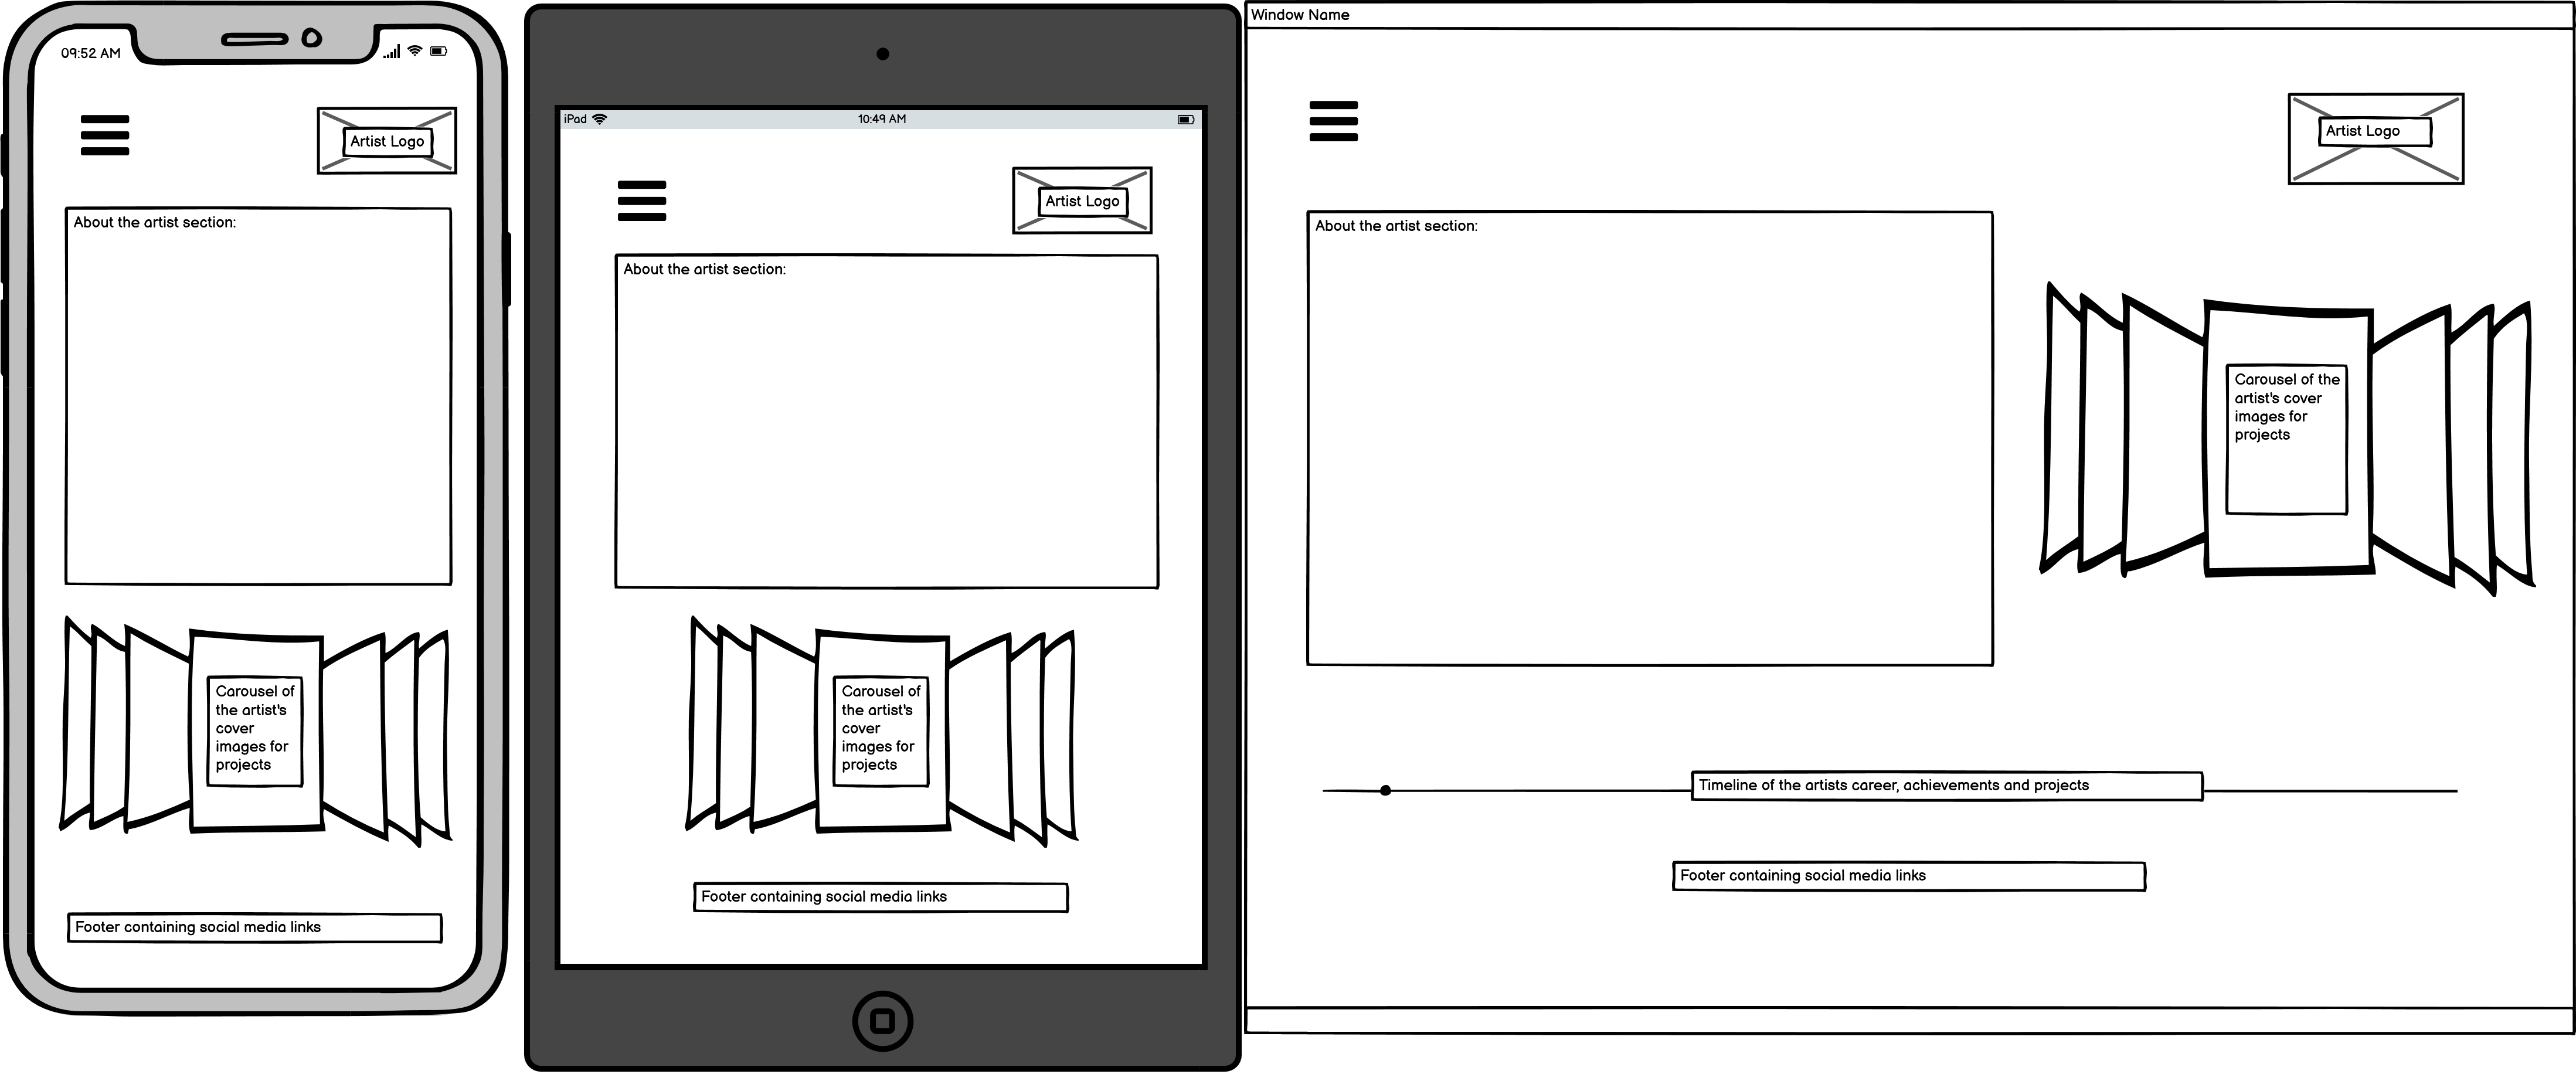 09:52 AM
Artist Logo
About the artist section:
Carousel of
the artist's
cover
images for
projects
Footer containing social media links
iPad
10:49 AM
Artist Logo
About the artist section:
Carousel of
the artist's
cover
images for
projects
Footer containing social media links
Window Name
Artist Logo
About the artist section:
Carousel of the
artist's cover
images for
projects
Timeline of the artists career, achievements and projects
Footer containing social media links